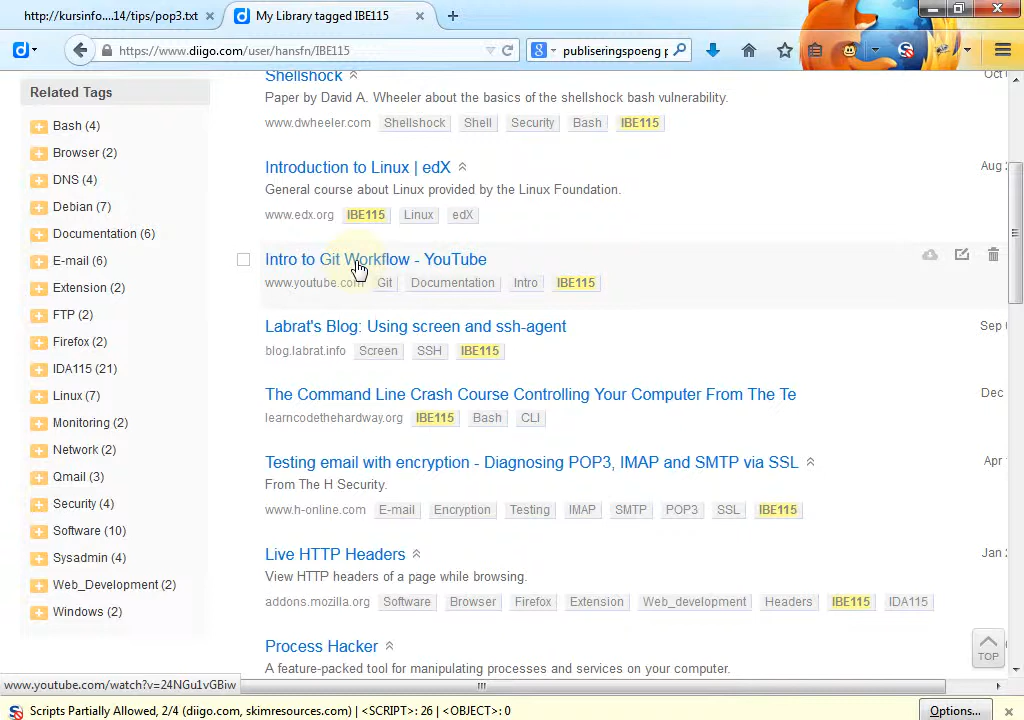 http://kursinfo....14/tips/pop3.txt
My Library tagged IBE115
https://www.diigo.com/user/hansfn/IBE115
publiseringspoeng p
Related Tags
Bash (4)
Browser (2)
DNS (4)
Debian (7)
Documentation (6)
E-mail (6)
Extension (2)
FTP (2)
Firefox (2)
IDA115 (21)
Linux (7)
Monitoring (2)
Network (2)
Qmail (3)
Security (4)
Software (10)
Sysadmin (4)
Web_Development (2)
Windows (2)
Shellshock Oct
Paper by David A. Wheeler about the basics of the shellshock bash vulnerability.
www.dwheeler.com Shellshock Shell Security Bash IBE115
Introduction to Linux | edX Aug
General course about Linux provided by the Linux Foundation.
www.edx.org IBE115 Linux edX
Intro to Git Workflow - YouTube
www.youtube.com Git Documentation Intro IBE115
Labrat's Blog: Using screen and ssh-agent Sep
blog.labrat.info Screen SSH IBE115
The Command Line Crash Course Controlling Your Computer From The Te Dec
learncodethehardway.org IBE115 Bash CLI
Testing email with encryption - Diagnosing POP3, IMAP and SMTP via SSL Apr
From The H Security.
www.h-online.com E-mail Encryption Testing IMAP SMTP POP3 SSL IBE115
Live HTTP Headers Jan
View HTTP headers of a page while browsing.
addons.mozilla.org Software Browser Firefox Extension Web_development Headers IBE115 IDA115
Process Hacker
A feature-packed tool for manipulating processes and services on your computer.
TOP
www.youtube.com/watch?v=24NGu1vGBiw
Scripts Partially Allowed, 2/4 (diigo.com, skimresources.com) | <SCRIPT>: 26 | <OBJECT>: 0
Options...